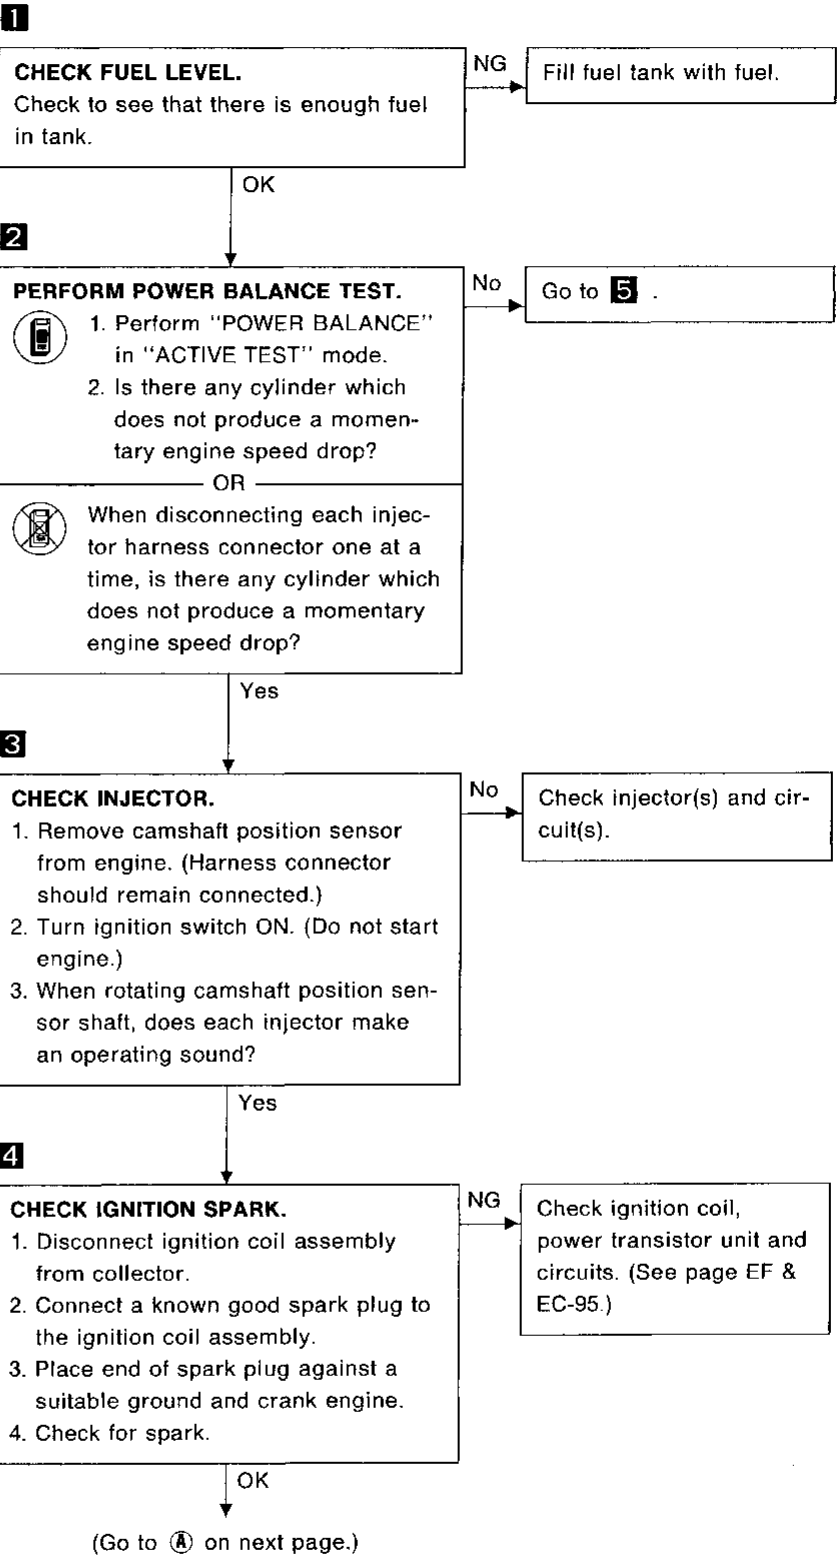 1
CHECK FUEL LEVEL.
Check to see that there is enough fuel
in tank.
NG
Fill fuel tank with fuel.
OK
2
PERFORM POWER BALANCE TEST.
1. Perform "POWER BALANCE"
in "ACTIVE TEST" mode.
2. Is there any cylinder which
does not produce a momen-
tary engine speed drop?
OR
When disconnecting each injec-
tor harness connector one at a
time, is there any cylinder which
does not produce a momentary
engine speed drop?
No
Go to 5 .
Yes
3
CHECK INJECTOR.
1. Remove camshaft position sensor
from engine. (Harness connector
should remain connected.)
2. Turn ignition switch ON. (Do not start
engine.)
3. When rotating camshaft position sen-
sor shaft, does each injector make
an operating sound?
No
Check injector(s) and cir-
cuit(s).
Yes
4
CHECK IGNITION SPARK.
1. Disconnect ignition coil assembly
from collector.
2. Connect a known good spark plug to
the ignition coil assembly.
3. Place end of spark plug against a
suitable ground and crank engine.
4. Check for spark.
NG
Check ignition coil,
power transistor unit and
circuits. (See page EF &
EC-95.)
OK
(Go to Ⓐ on next page.)